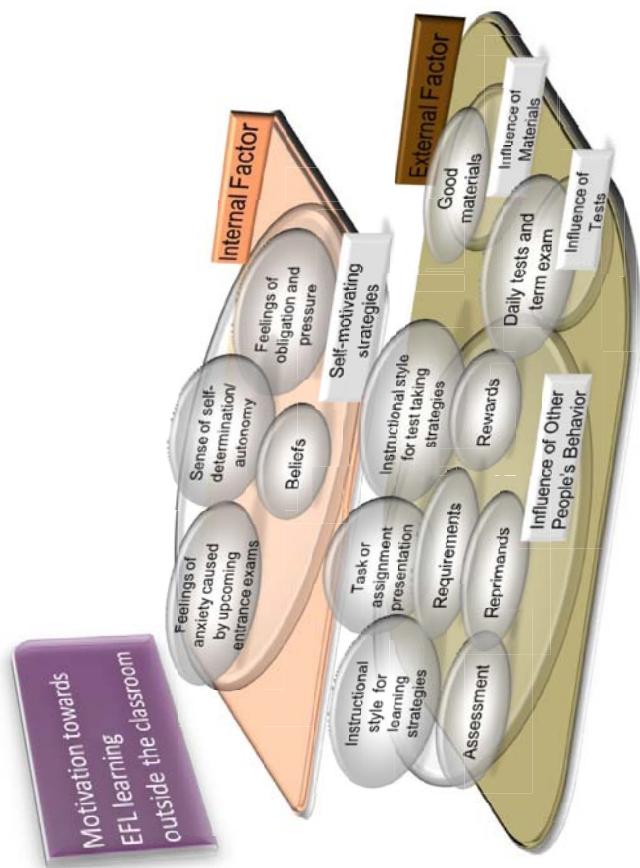 Motivation towards
EFL learning
outside the classroom
Internal Factor
Feelings of
anxiety caused
by upcoming
entrance exams
Sense of self-
determination/
autonomy
Beliefs
Feelings of
obligation and
pressure
Self-motivating
strategies
External Factor
Instructional
style for
learning
strategies
Task or
assignment
presentation
Instructional style
for test taking
strategies
Assessment
Requirements
Reprimands
Rewards
Influence of Other
People's Behavior
Good
materials
Influence of
Materials
Daily tests and
term exam
Influence of
Tests